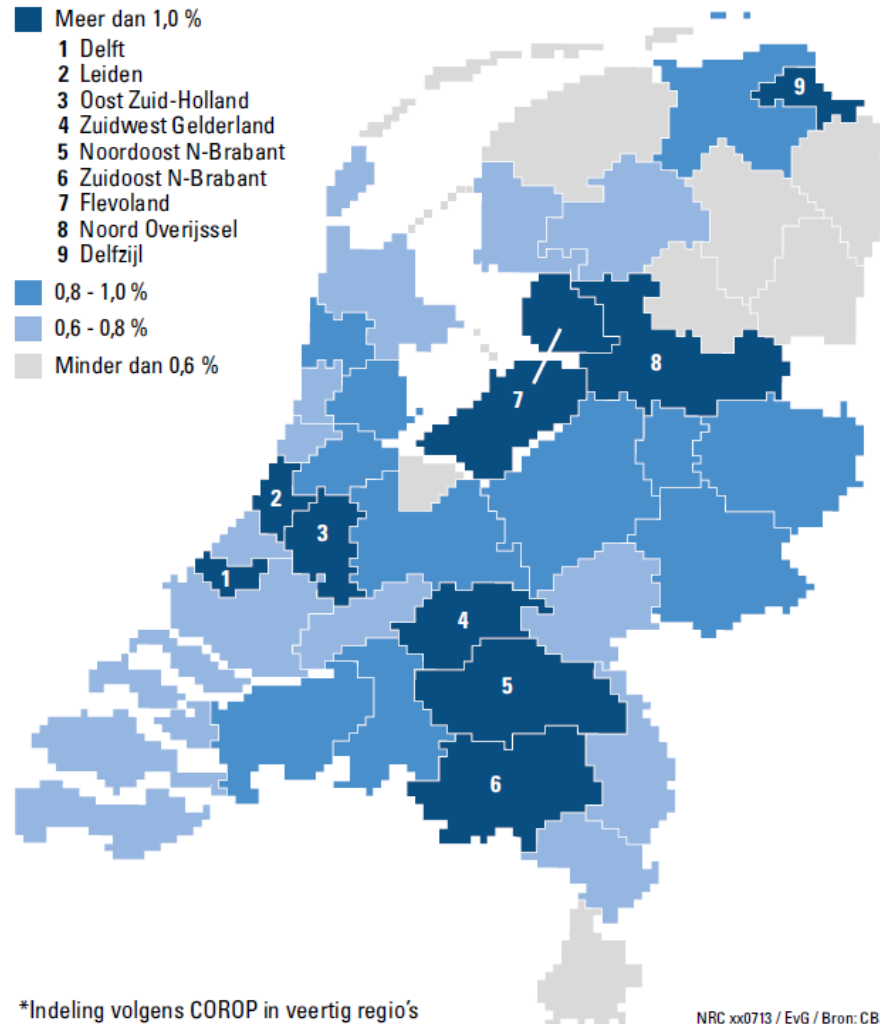 Meer dan 1,0 %
1 Delft
2 Leiden
3 Oost Zuid-Holland
4 Zuidwest Gelderland
5 Noordoost N-Brabant
6 Zuidoost N-Brabant
7 Flevoland
8 Noord Overijssel
9 Delfzijl
0,8 - 1,0 %
0,6 - 0,8 %
Minder dan 0,6 %
9
8
7
2
3
1
4
5
6
*Indeling volgens COROP in veertig regio's
NRC xx0713 / EvG / Bron: CB